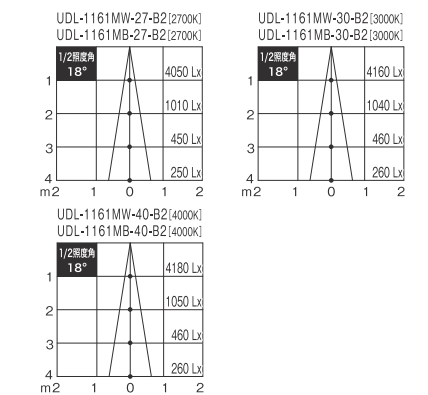 UDL-1161MW-27-B2[2700K]
UDL-1161MB-27-B2[2700K]
1/2照度角
18°
4050 Lx
1
1010 Lx
2
450 Lx
3
250 Lx
4
m2 1 0 1 2
UDL-1161MW-30-B2[3000K]
UDL-1161MB-30-B2[3000K]
1/2照度角
18°
4160 Lx
1
1040 Lx
2
460 Lx
3
260 Lx
4
m2 1 0 1 2
UDL-1161MW-40-B2[4000K]
UDL-1161MB-40-B2[4000K]
1/2照度角
18°
4180 Lx
1
1050 Lx
2
460 Lx
3
260 Lx
4
m2 1 0 1 2